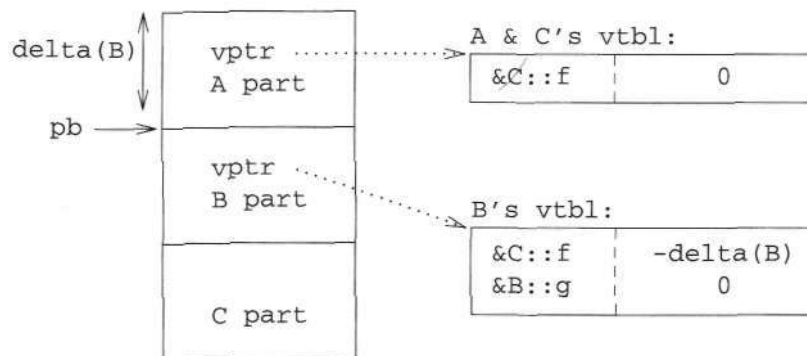 delta(B)
vptr
A part
pb
vptr
B part
C part
A & C's vtbl:
&C::f 0
B's vtbl:
&C::f -delta(B)
&B::g 0